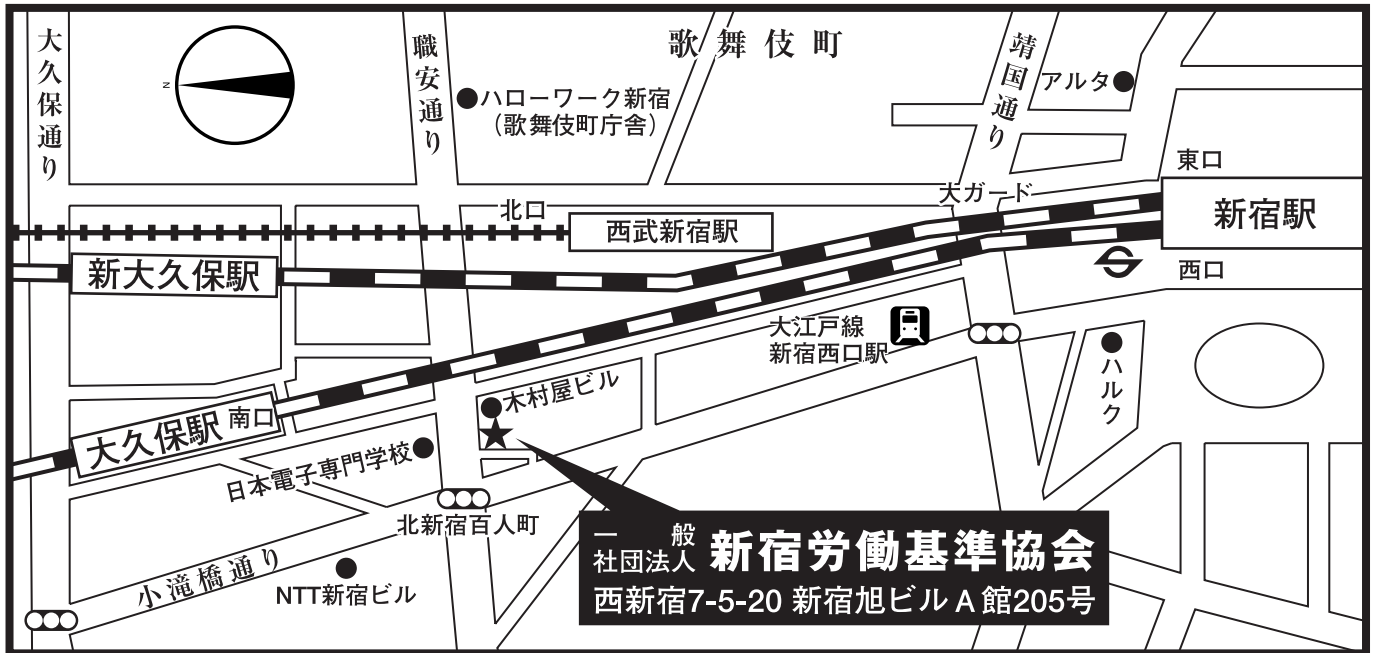 大久保通り
N
職安通り
ハローワーク新宿
(歌舞伎町庁舎)
歌舞伎町
靖国通り
アルタ
東口
大ガード
新宿駅
北口
西武新宿駅
新大久保駅
西口
大江戸線
新宿西口駅
ハルク
木村屋ビル
大久保駅 南口
日本電子専門学校
北新宿百人町
小滝橋通り
NTT新宿ビル
一般
社団法人 新宿労働基準協会
西新宿7-5-20 新宿旭ビルA館205号